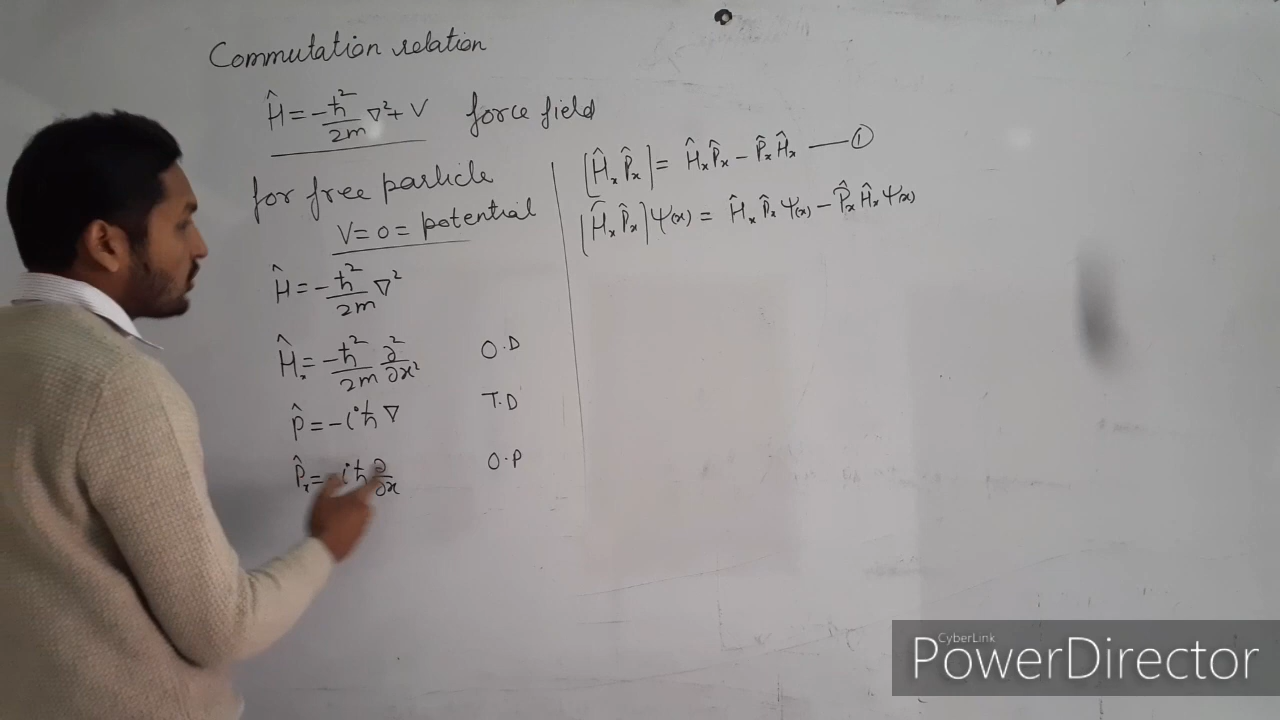 Commutation relation
Ĥ = -ħ²/2m ∇² + V force field
for free particle
V = 0 = potential
Ĥ = -ħ²/2m ∇²
Ĥₓ = -ħ²/2m ∂²/∂x² O.D
P̂ = -iħ∇ T.D
P̂ₓ = -iħ ∂/∂x O.P
[Ĥₓ P̂ₓ] = Ĥₓ P̂ₓ - P̂ₓ Ĥₓ — ①
[Ĥₓ P̂ₓ] Ψ(x) = Ĥₓ P̂ₓ Ψ(x) - P̂ₓ Ĥₓ Ψ(x)
CyberLink
PowerDirector